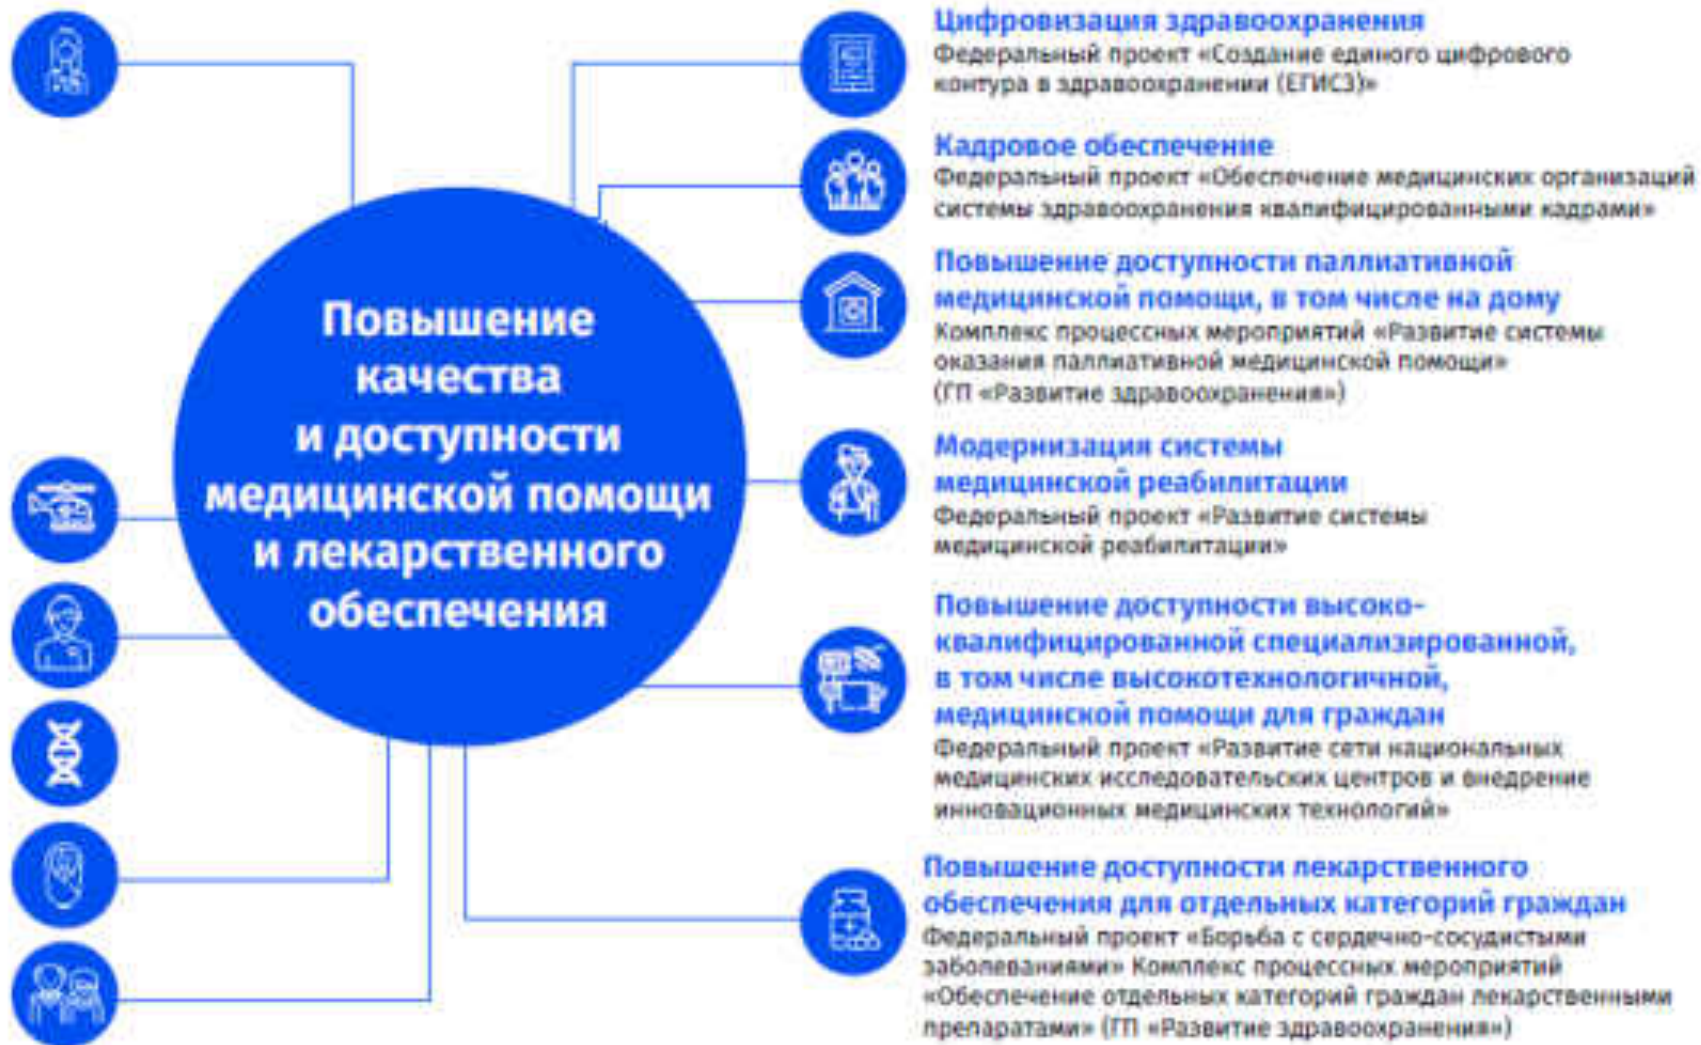 Повышение
качества
и доступности
медицинской помощи
и лекарственного
обеспечения
Цифровизация здравоохранения
Федеральный проект «Создание единого цифрового
контура в здравоохранении (ЕГИСЗ)»
Кадровое обеспечение
Федеральный проект «Обеспечение медицинских организаций
системы здравоохранения квалифицированными кадрами»
Повышение доступности паллиативной
медицинской помощи, в том числе на дому
Комплекс процессных мероприятий «Развитие системы
оказания паллиативной медицинской помощи»
(ГП «Развитие здравоохранения»)
Модернизация системы
медицинской реабилитации
Федеральный проект «Развитие системы
медицинской реабилитации»
Повышение доступности высоко-
квалифицированной специализированной,
в том числе высокотехнологичной,
медицинской помощи для граждан
Федеральный проект «Развитие сети национальных
медицинских исследовательских центров и внедрение
инновационных медицинских технологий»
Повышение доступности лекарственного
обеспечения для отдельных категорий граждан
Федеральный проект «Борьба с сердечно-сосудистыми
заболеваниями» Комплекс процессных мероприятий
«Обеспечение отдельных категорий граждан лекарственными
препаратами» (ГП «Развитие здравоохранения»)